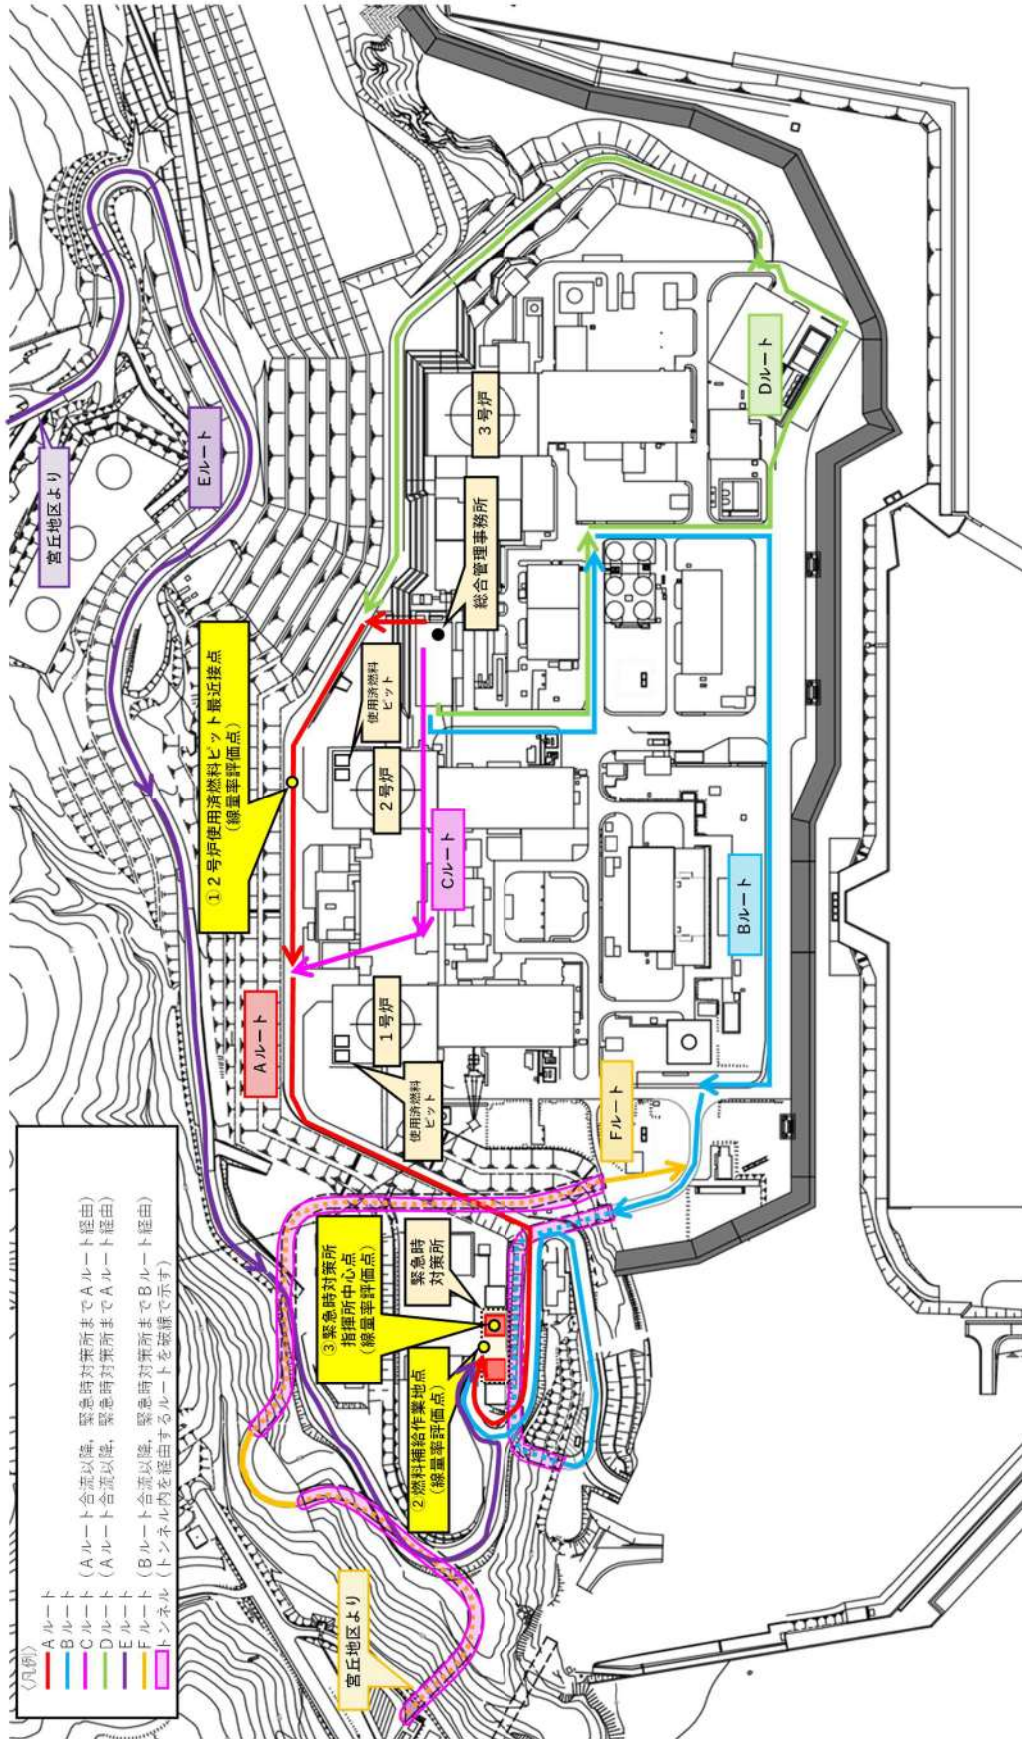 〈凡例〉
Aルート
Bルート
Cルート（Aルート合流以降，緊急時対策所までAルート経由）
Dルート（Aルート合流以降，緊急時対策所までAルート経由）
Eルート
Fルート（Bルート合流以降，緊急時対策所までBルート経由）
トンネル（トンネル内を経由するルートを破線で示す）
宮丘地区より
Eルート
①２号炉使用済燃料ピット最近接点
（線量率評価点）
Aルート
使用済燃料
ピット
３号炉
総合管理事務所
２号炉
Cルート
１号炉
使用済燃料
ピット
Dルート
Bルート
Fルート
③緊急時対策所
指揮所中心点
（線量率評価点）
緊急時
対策所
②燃料補給作業地点
（線量率評価点）
宮丘地区より